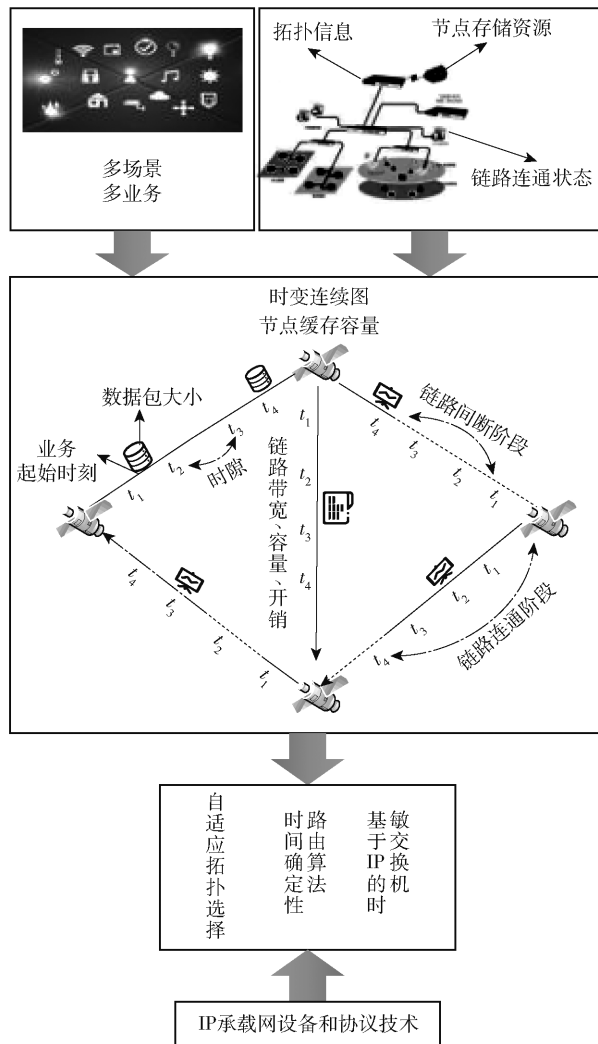 多场景
多业务
拓扑信息
节点存储资源
链路连通状态
时变连续图
节点缓存容量
数据包大小
业务
起始时刻
t₁
t₂
t₃
t₄
时隙
t₁
t₂
t₃
t₄
链路带宽、容量、开销
t₄
t₃
t₂
t₁
链路间断阶段
t₄
t₃
t₂
t₁
t₁
t₂
t₃
t₄
链路连通阶段
自适应拓扑选择
时间确定性
路由算法
基于IP的时
敏交换机
IP承载网设备和协议技术